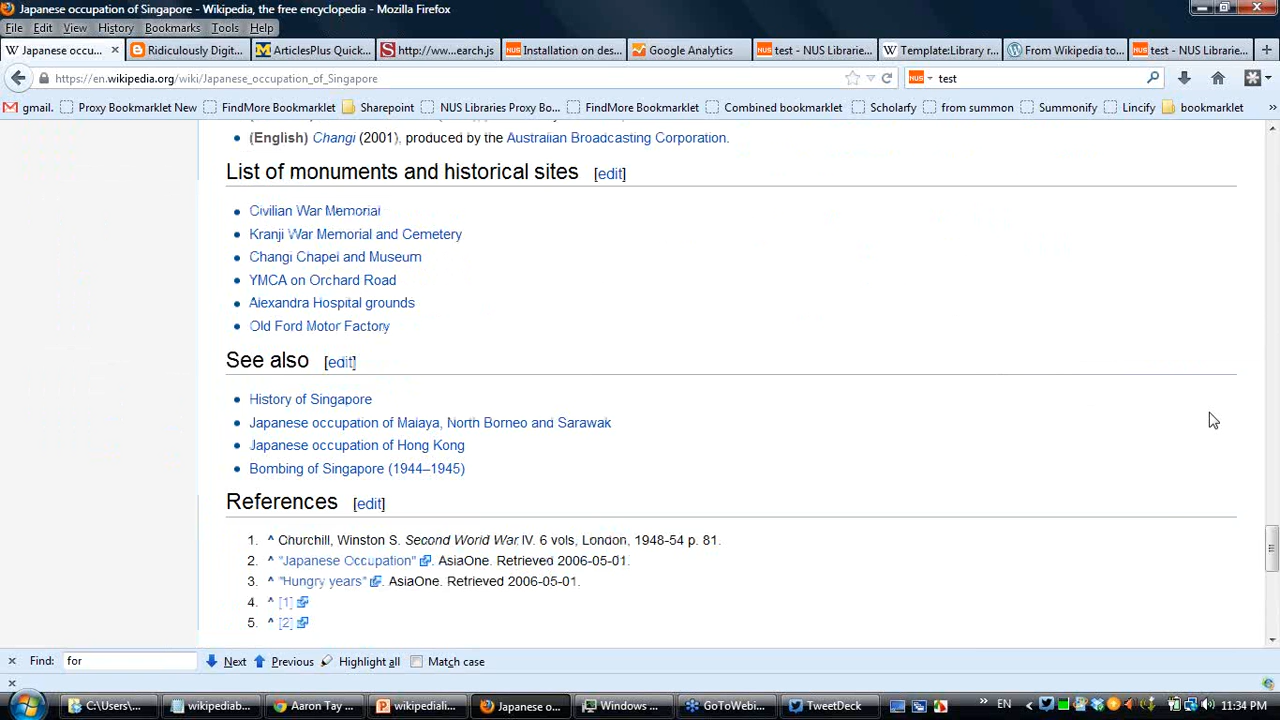 Japanese occupation of Singapore - Wikipedia, the free encyclopedia - Mozilla Firefox
File Edit View History Bookmarks Tools Help
Japanese occu... Ridiculously Digit... ArticlesPlus Quick... http://ww...earch.js Installation on des... Google Analytics test - NUS Librarie... Template:Library r... From Wikipedia to... test - NUS Librarie...
https://en.wikipedia.org/wiki/Japanese_occupation_of_Singapore NUS test
gmail. Proxy Bookmarklet New FindMore Bookmarklet Sharepoint NUS Libraries Proxy Bo... FindMore Bookmarklet Combined bookmarklet Scholarfy from summon Summonify Lincify bookmarklet
(English) Changi (2001), produced by the Australian Broadcasting Corporation.
List of monuments and historical sites [edit]
Civilian War Memorial
Kranji War Memorial and Cemetery
Changi Chapel and Museum
YMCA on Orchard Road
Alexandra Hospital grounds
Old Ford Motor Factory
See also [edit]
History of Singapore
Japanese occupation of Malaya, North Borneo and Sarawak
Japanese occupation of Hong Kong
Bombing of Singapore (1944–1945)
References [edit]
1. ^ Churchill, Winston S. Second World War IV. 6 vols, London, 1948-54 p. 81.
2. ^ "Japanese Occupation". AsiaOne. Retrieved 2006-05-01.
3. ^ "Hungry years". AsiaOne. Retrieved 2006-05-01.
4. ^ [1]
5. ^ [2]
Find: for Next Previous Highlight all Match case
C:\Users\... wikipediab... Aaron Tay ... wikipediali... Japanese o... Windows ... GoToWebi... TweetDeck EN 11:34 PM